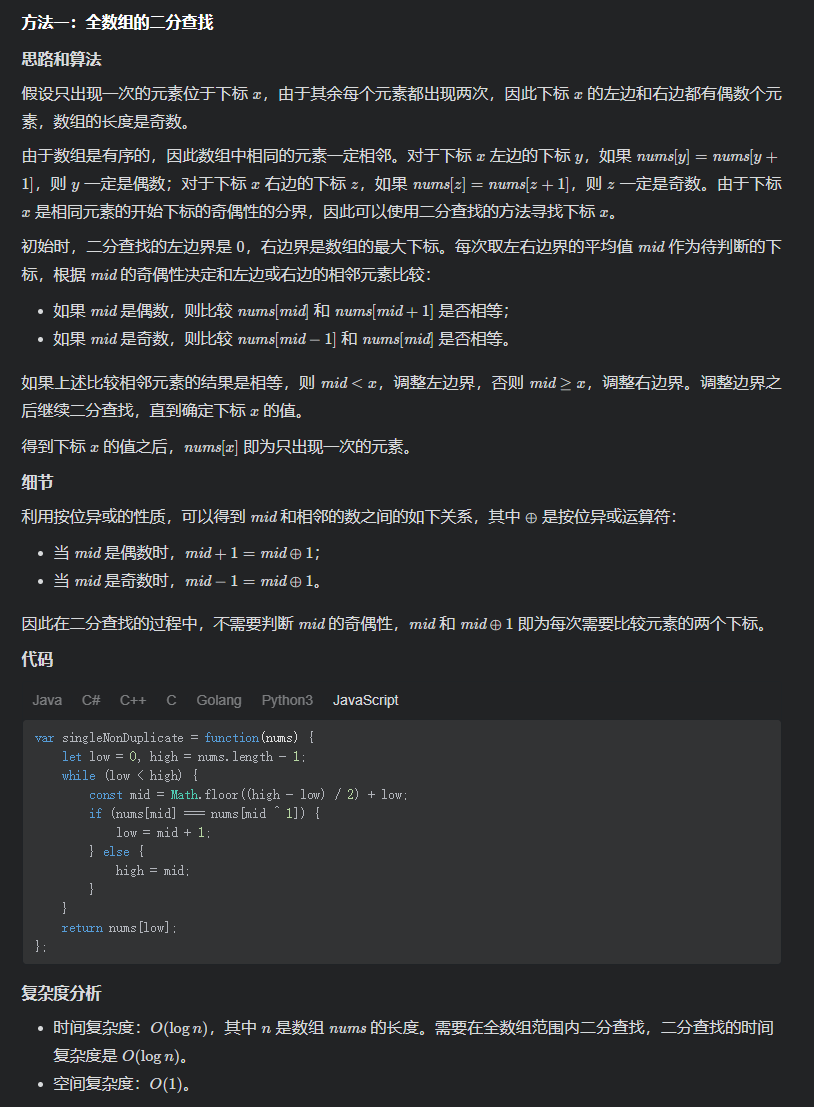 方法一：全数组的二分查找
思路和算法
假设只出现一次的元素位于下标 x，由于其余每个元素都出现两次，因此下标 x 的左边和右边都有偶数个元
素，数组的长度是奇数。
由于数组是有序的，因此数组中相同的元素一定相邻。对于下标 x 左边的下标 y，如果 nums[y] = nums[y +
1]，则 y 一定是偶数；对于下标 x 右边的下标 z，如果 nums[z] = nums[z + 1]，则 z 一定是奇数。由于下标
x 是相同元素的开始下标的奇偶性的分界，因此可以使用二分查找的方法寻找下标 x。
初始时，二分查找的左边界是 0，右边界是数组的最大下标。每次取左右边界的平均值 mid 作为待判断的下
标，根据 mid 的奇偶性决定和左边或右边的相邻元素比较：
• 如果 mid 是偶数，则比较 nums[mid] 和 nums[mid + 1] 是否相等；
• 如果 mid 是奇数，则比较 nums[mid − 1] 和 nums[mid] 是否相等。
如果上述比较相邻元素的结果是相等，则 mid < x，调整左边界，否则 mid ≥ x，调整右边界。调整边界之
后继续二分查找，直到确定下标 x 的值。
得到下标 x 的值之后，nums[x] 即为只出现一次的元素。
细节
利用按位异或的性质，可以得到 mid 和相邻的数之间的如下关系，其中 ⊕ 是按位异或运算符：
• 当 mid 是偶数时，mid + 1 = mid ⊕ 1；
• 当 mid 是奇数时，mid − 1 = mid ⊕ 1。
因此在二分查找的过程中，不需要判断 mid 的奇偶性，mid 和 mid ⊕ 1 即为每次需要比较元素的两个下标。
代码
Java C# C++ C Golang Python3 JavaScript
var singleNonDuplicate = function(nums) {
    let low = 0, high = nums.length - 1;
    while (low < high) {
        const mid = Math.floor((high - low) / 2) + low;
        if (nums[mid] === nums[mid ^ 1]) {
            low = mid + 1;
        } else {
            high = mid;
        }
    }
    return nums[low];
};
复杂度分析
• 时间复杂度：O(log n)，其中 n 是数组 nums 的长度。需要在全数组范围内二分查找，二分查找的时间
复杂度是 O(log n)。
• 空间复杂度：O(1)。